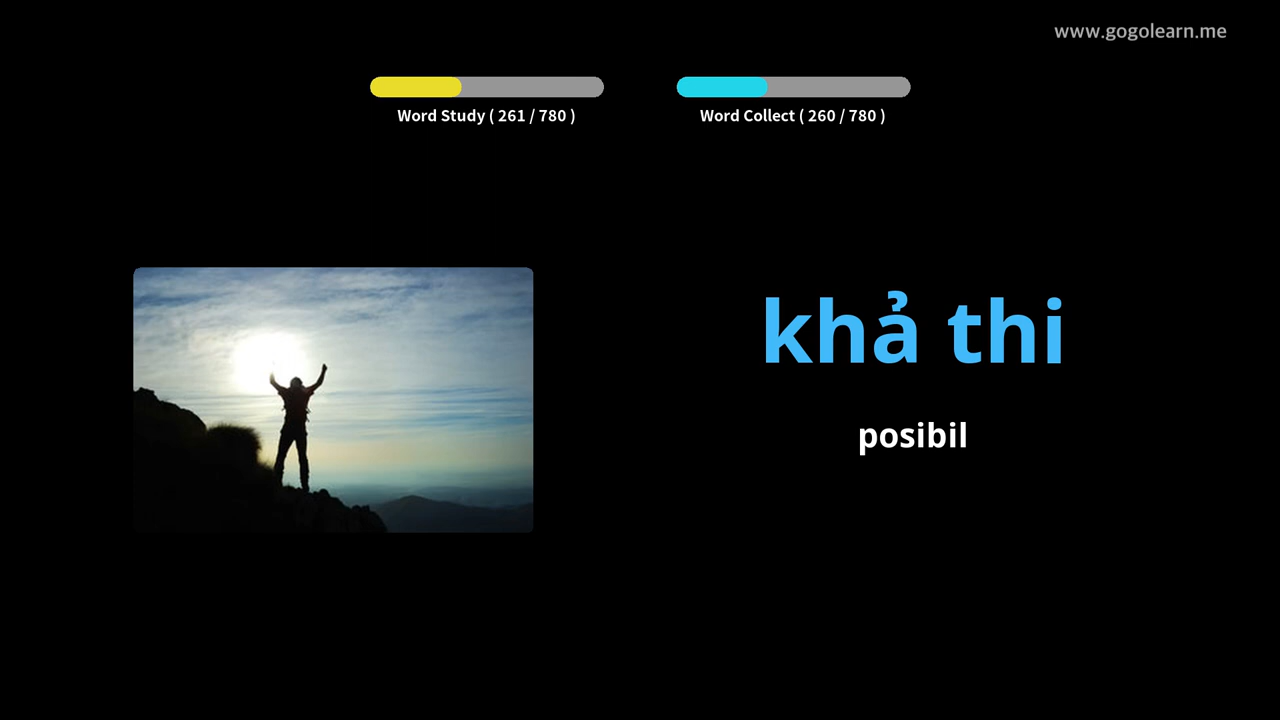 www.gogolearn.me
Word Study ( 261 / 780 )
Word Collect ( 260 / 780 )
khả thi
posibil